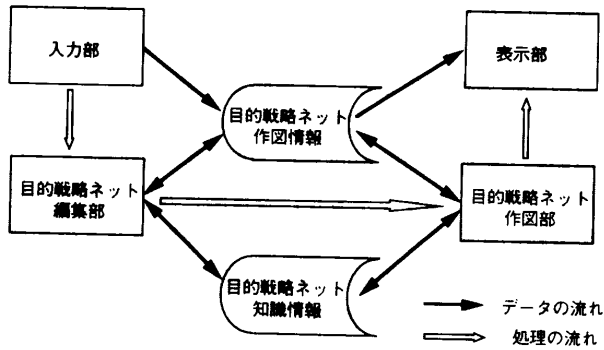 入力部
表示部
目的戦略ネット
作図情報
目的戦略ネット
編集部
目的戦略ネット
作図部
目的戦略ネット
知識情報
データの流れ
処理の流れ